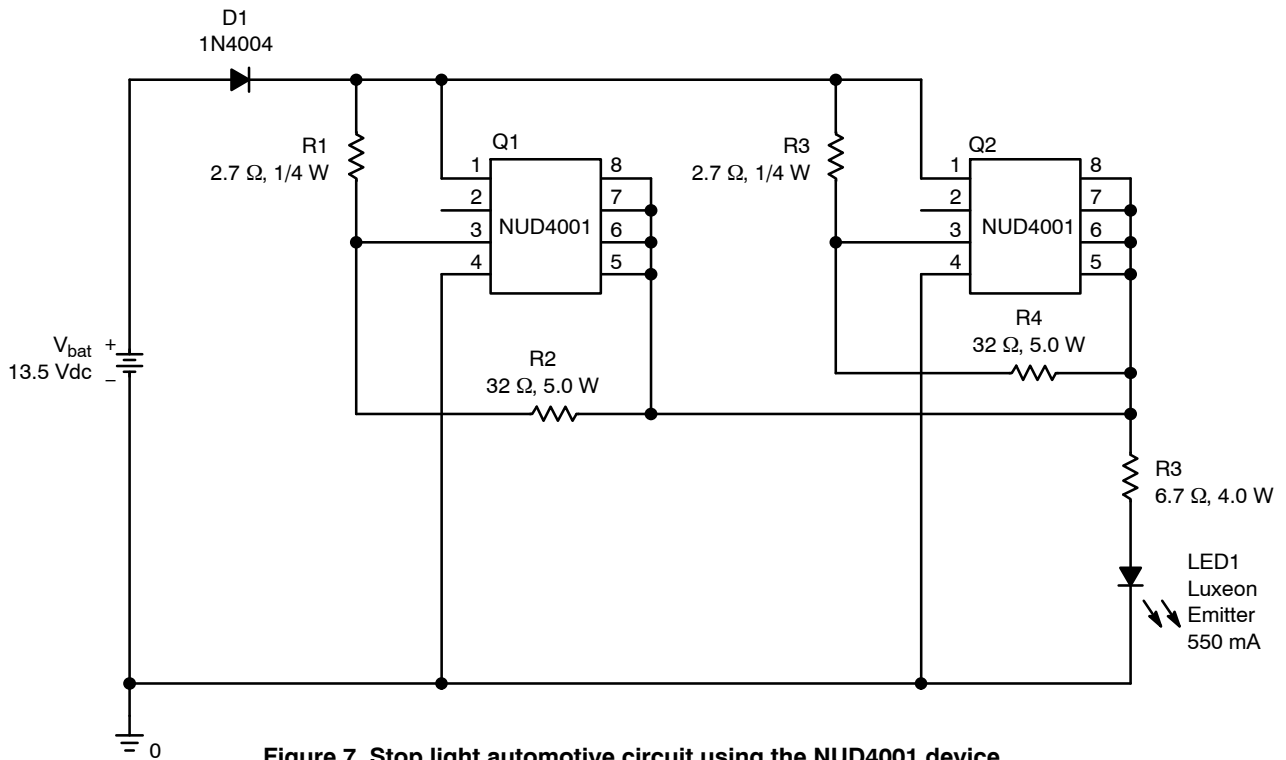 D1
1N4004
R1
2.7 Ω, 1/4 W
Q1
1
2
3
4
NUD4001
8
7
6
5
R3
2.7 Ω, 1/4 W
Q2
1
2
3
4
NUD4001
8
7
6
5
R4
32 Ω, 5.0 W
R2
32 Ω, 5.0 W
Vbat +
13.5 Vdc –
R3
6.7 Ω, 4.0 W
LED1
Luxeon
Emitter
550 mA
0
Figure 7. Stop light automotive circuit using the NUD4001 device